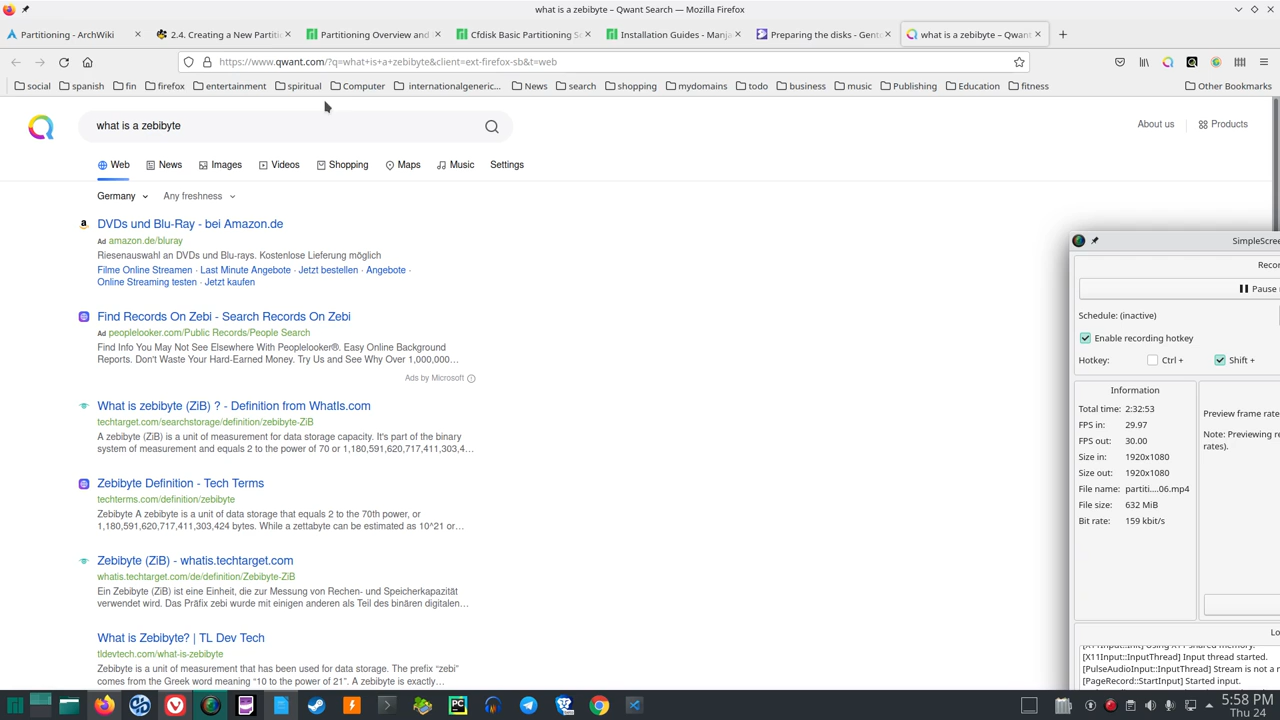 what is a zebibyte – Qwant Search — Mozilla Firefox
Partitioning - ArchWiki
2.4. Creating a New Partiti
Partitioning Overview and
Cfdisk Basic Partitioning S
Installation Guides - Manja
Preparing the disks - Gent
what is a zebibyte – Qwan
https://www.qwant.com/?q=what+is+a+zebibyte&client=ext-firefox-sb&t=web
social
spanish
fin
firefox
entertainment
spiritual
Computer
internationalgeneric...
News
search
shopping
mydomains
todo
business
music
Publishing
Education
fitness
Other Bookmarks
what is a zebibyte
About us
Products
Web
News
Images
Videos
Shopping
Maps
Music
Settings
Germany
Any freshness
DVDs und Blu-Ray - bei Amazon.de
Ad amazon.de/bluray
Riesenauswahl an DVDs und Blu-rays. Kostenlose Lieferung möglich
Filme Online Streamen · Last Minute Angebote · Jetzt bestellen · Angebote ·
Online Streaming testen · Jetzt kaufen
Find Records On Zebi - Search Records On Zebi
Ad peoplelooker.com/Public Records/People Search
Find Info You May Not See Elsewhere With Peoplelooker®. Easy Online Background
Reports. Don't Waste Your Hard-Earned Money. Try Us and See Why Over 1,000,000…
Ads by Microsoft
What is zebibyte (ZiB) ? - Definition from WhatIs.com
techtarget.com/searchstorage/definition/zebibyte-ZiB
A zebibyte (ZiB) is a unit of measurement for data storage capacity. It's part of the binary
system of measurement and equals 2 to the power of 70 or 1,180,591,620,717,411,303,4…
Zebibyte Definition - Tech Terms
techterms.com/definition/zebibyte
Zebibyte A zebibyte is a unit of data storage that equals 2 to the 70th power, or
1,180,591,620,717,411,303,424 bytes. While a zettabyte can be estimated as 10^21 or…
Zebibyte (ZiB) - whatis.techtarget.com
whatis.techtarget.com/de/definition/Zebibyte-ZiB
Ein Zebibyte (ZiB) ist eine Einheit, die zur Messung von Rechen- und Speicherkapazität
verwendet wird. Das Präfix zebi wurde mit einigen anderen als Teil des binären digitalen…
What is Zebibyte? | TL Dev Tech
tldevtech.com/what-is-zebibyte
Zebibyte is a unit of measurement that has been used for data storage. The prefix “zebi”
comes from the Greek word meaning “10 to the power of 21”. A zebibyte is exactly…
SimpleScree
Recor
Pause
Schedule: (inactive)
Enable recording hotkey
Hotkey:
Ctrl +
Shift +
Information
Total time: 2:32:53
FPS in: 29.97
FPS out: 30.00
Size in: 1920x1080
Size out: 1920x1080
File name: partiti....06.mp4
File size: 632 MiB
Bit rate: 159 kbit/s
Preview frame rate
Note: Previewing re
rates).
Lo
[X11Input::InputThread] Input thread started.
[PulseAudioInput::InputThread] Stream is not a r
[PageRecord::StartInput] Started input.
5:58 PM
Thu 24